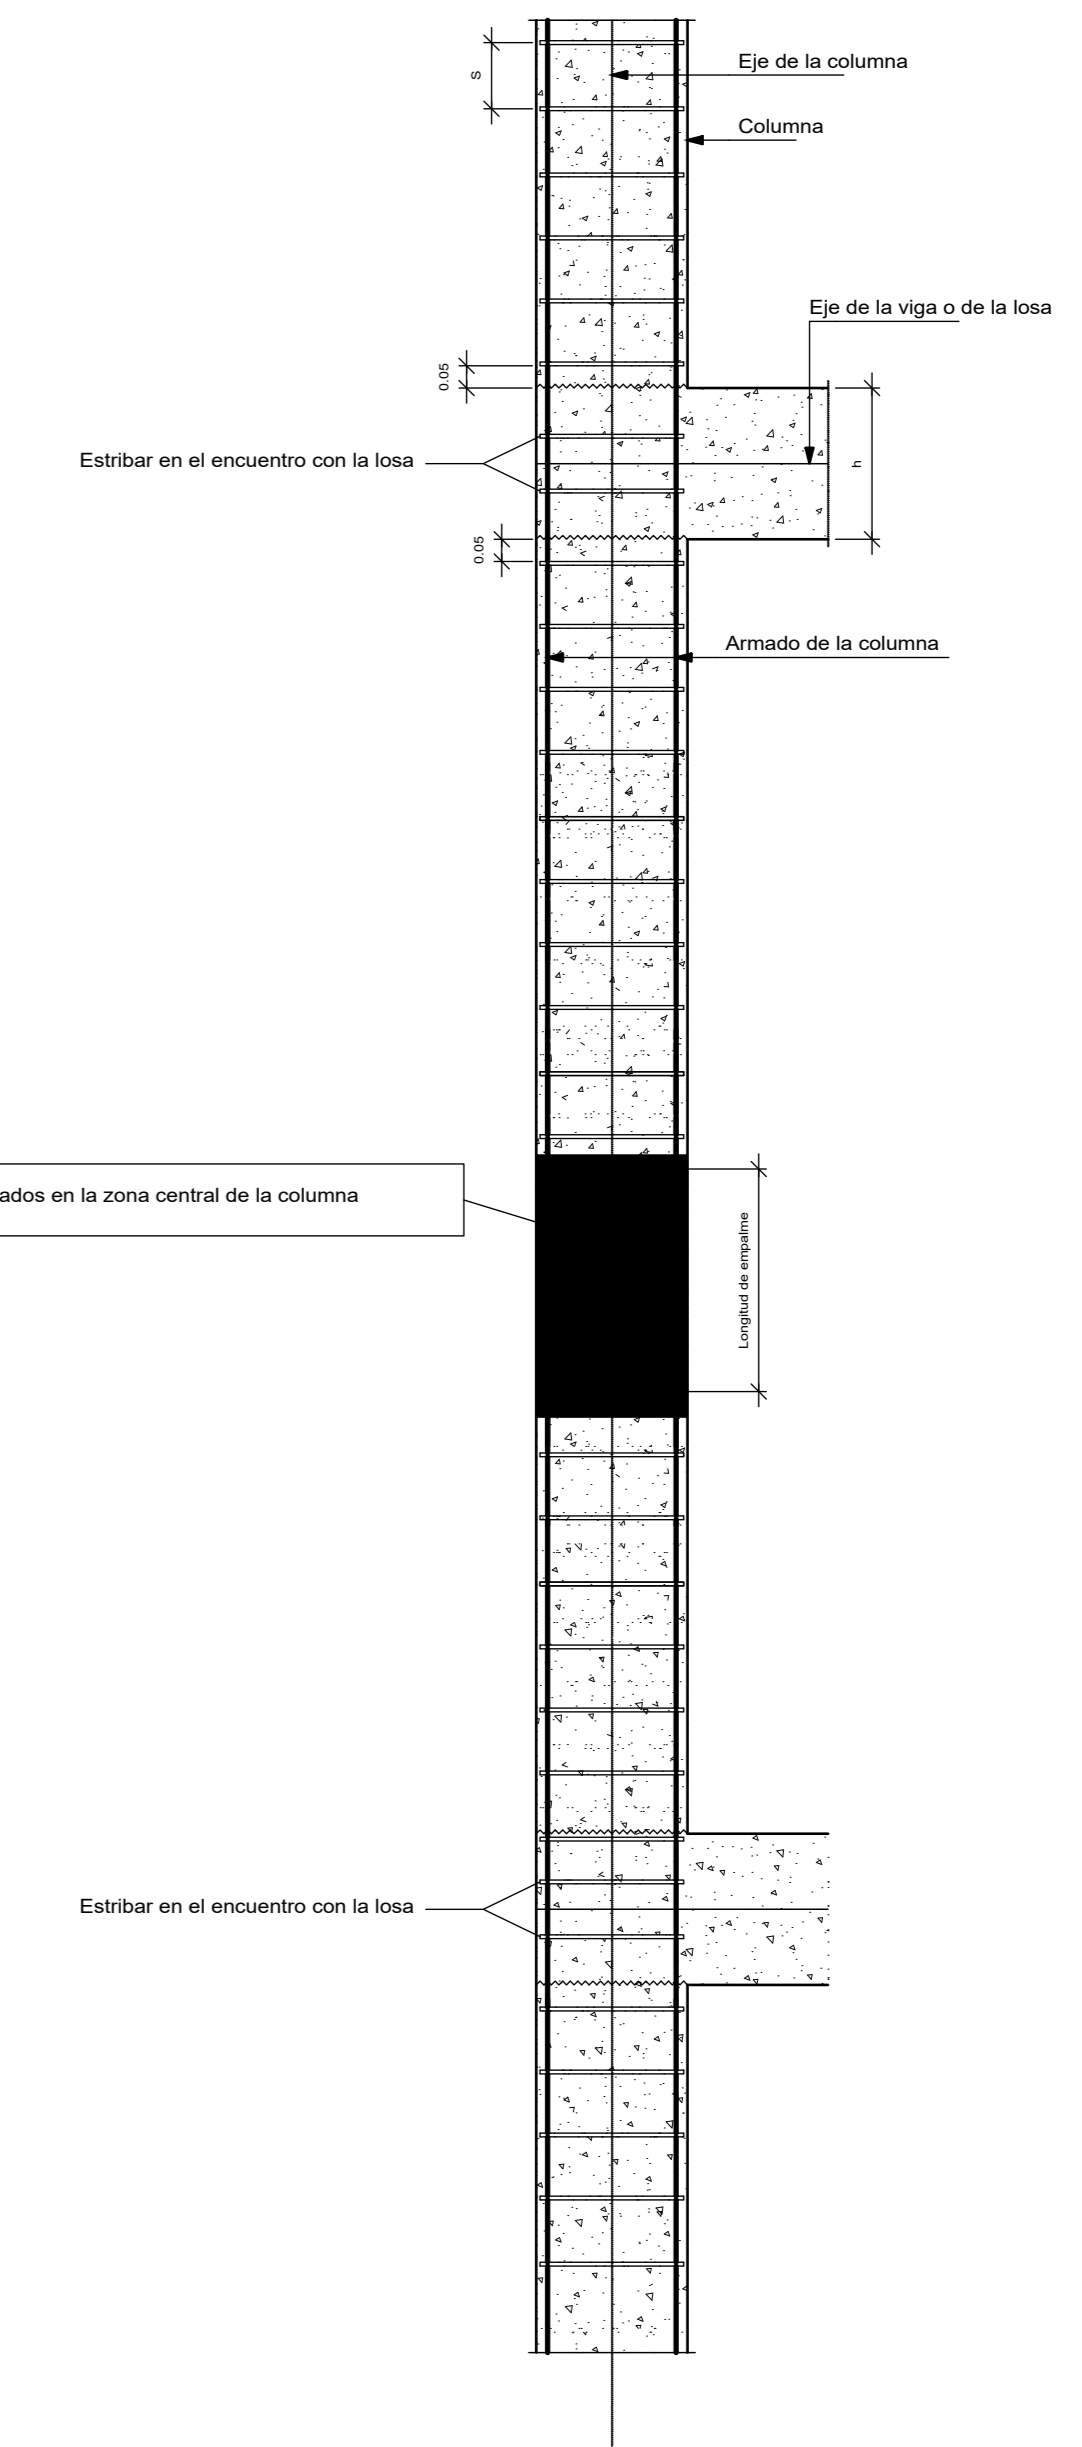 Eje de la columna
S
Columna
Eje de la viga o de la losa
0.05
Estribar en el encuentro con la losa
h
0.05
Armado de la columna
ados en la zona central de la columna
Longitud de empalme
Estribar en el encuentro con la losa